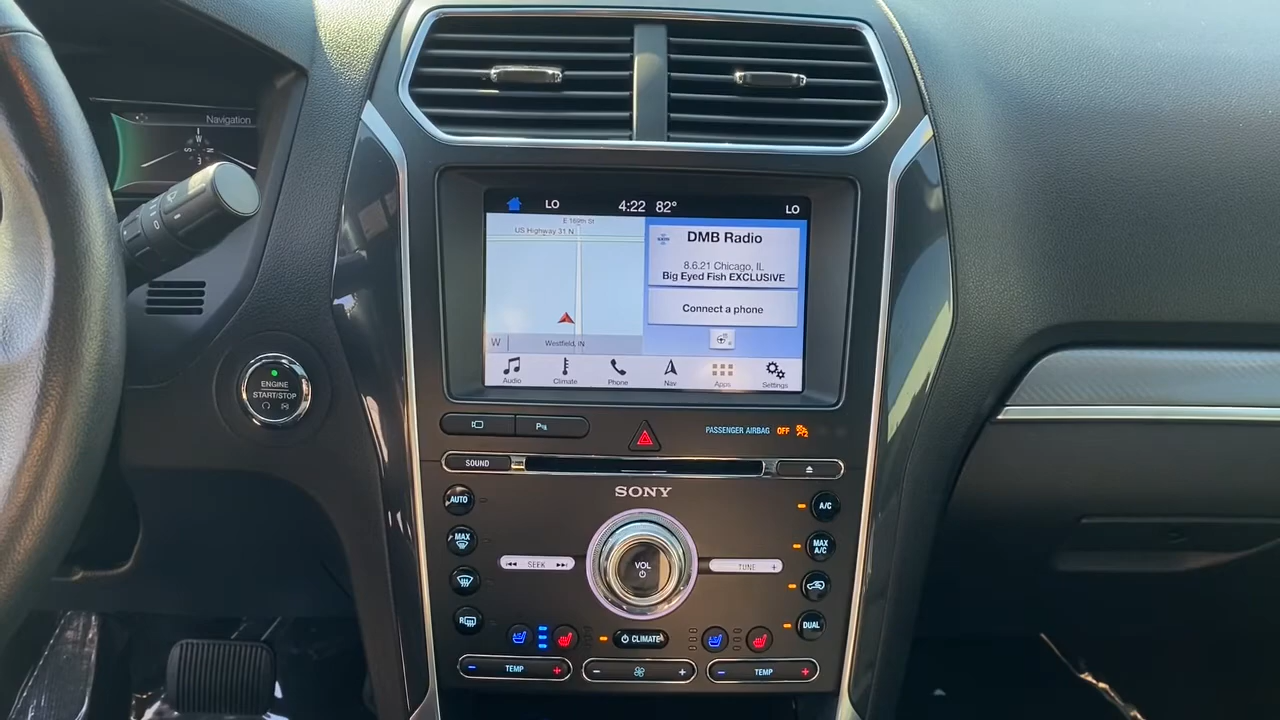 Navigation
W
S
LO
4:22
82°
LO
E 169th St
US Highway 31 N
DMB Radio
8.6.21 Chicago, IL
Big Eyed Fish EXCLUSIVE
Connect a phone
W
Westfield, IN
Audio
Climate
Phone
Nav
Apps
Settings
ENGINE
START/STOP
PASSENGER AIRBAG OFF
SOUND
SONY
AUTO
A/C
MAX
MAX
A/C
SEEK
VOL
TUNE +
R
DUAL
CLIMATE
- TEMP +
- +
- TEMP +